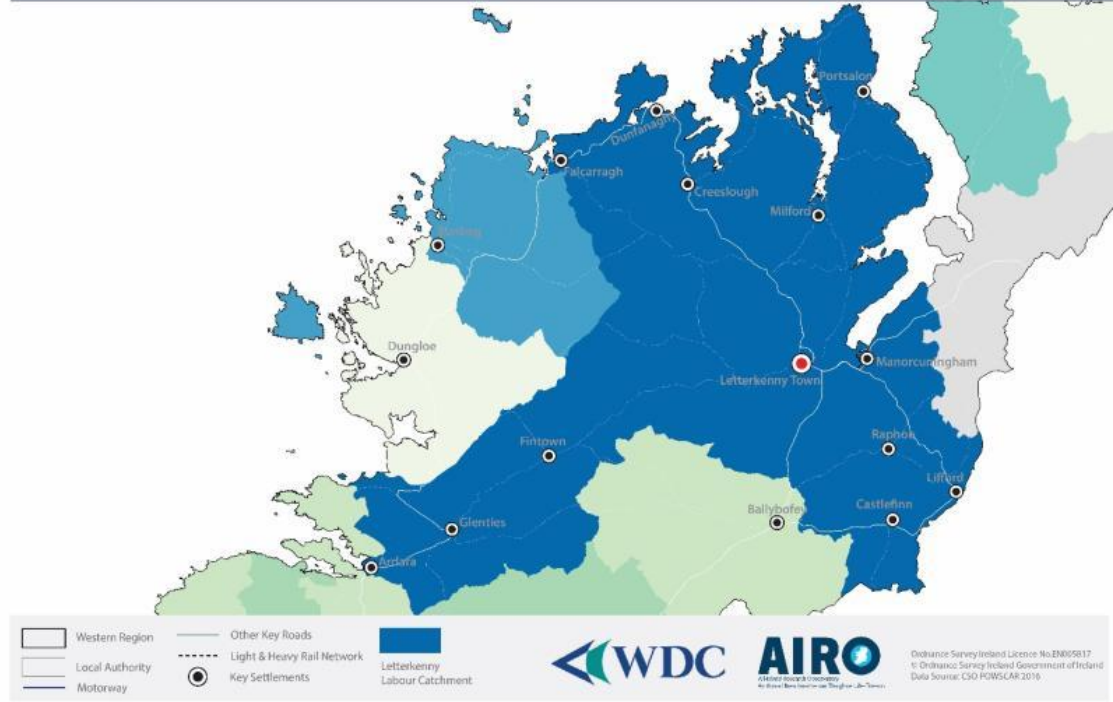 Portsalon
Dunfanaghy
Falcarragh
Creeslough
Milford
Dungloe
Manorcuningham
Letterkenny Town
Raphoe
Fintown
Lifford
Ballybofey
Castlefinn
Glenties
Ardara
Western Region
Local Authority
Motorway
Other Key Roads
Light & Heavy Rail Network
Key Settlements
Letterkenny
Labour Catchment
WDC
AIRO
Ordnance Survey Ireland Licence No.EN005817
© Ordnance Survey Ireland Government of Ireland
Data Source: CSO POWSCAR 2016